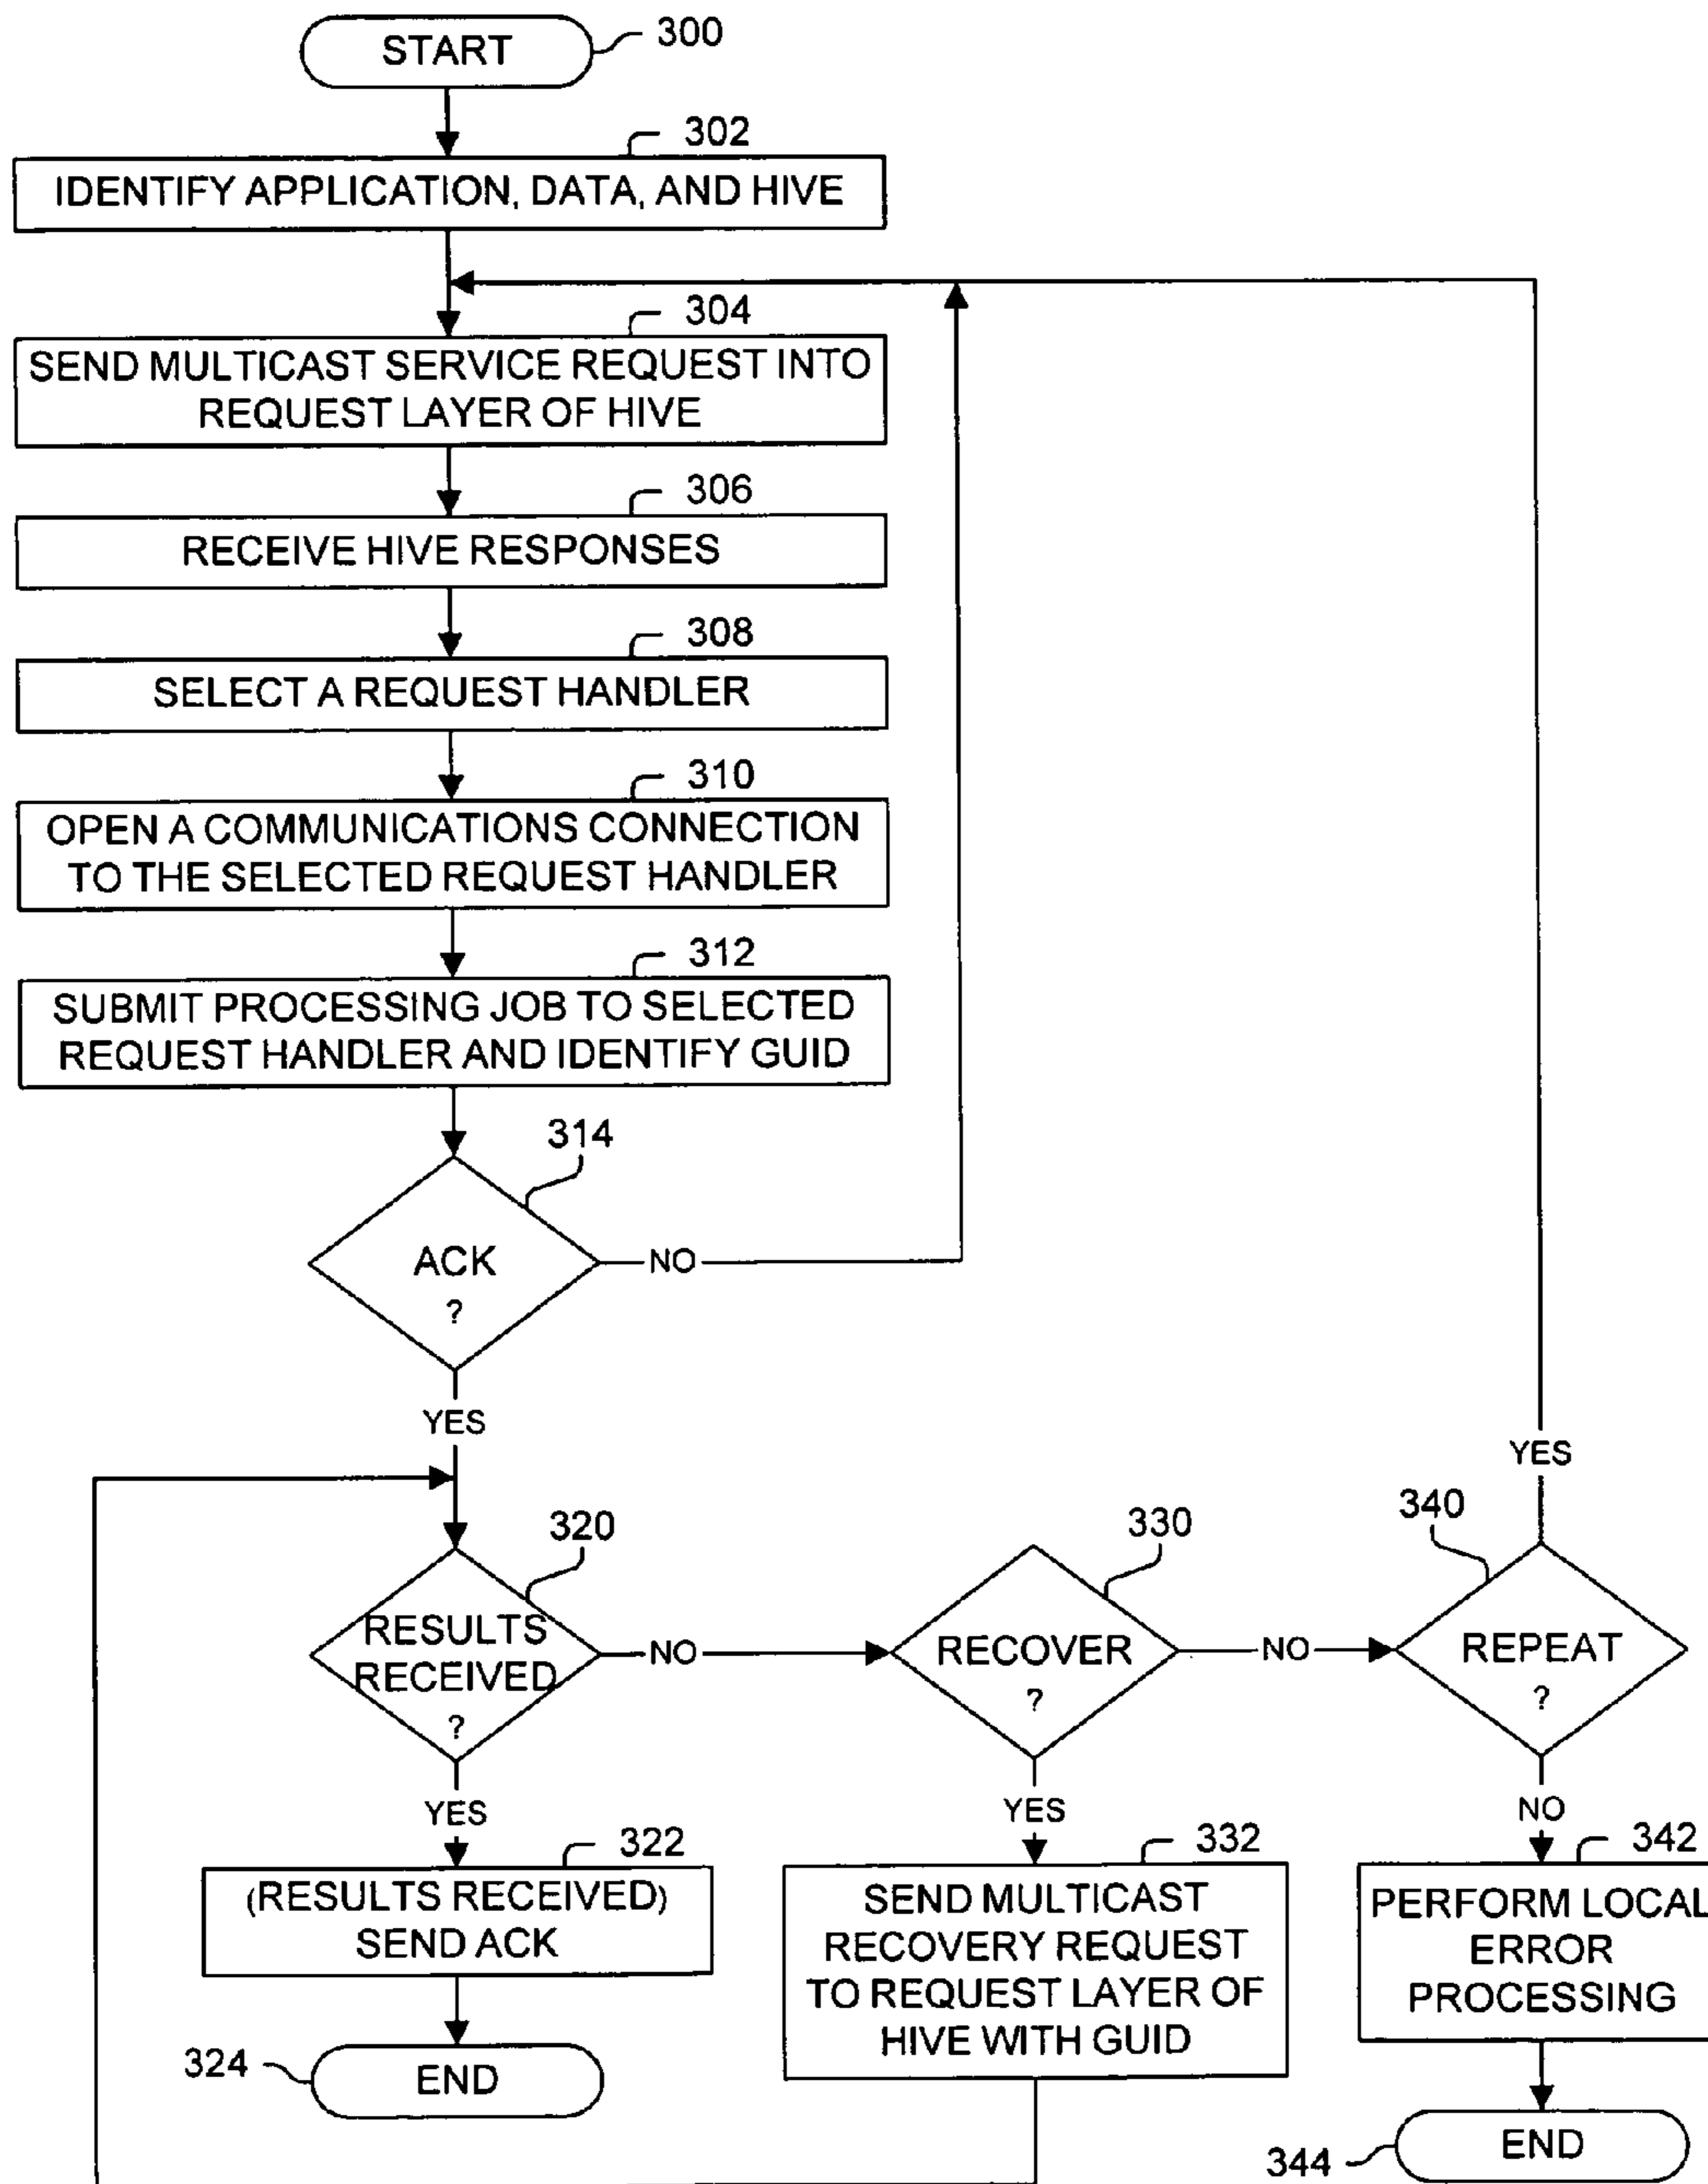 START
300
302
IDENTIFY APPLICATION, DATA, AND HIVE
304
SEND MULTICAST SERVICE REQUEST INTO
REQUEST LAYER OF HIVE
306
RECEIVE HIVE RESPONSES
308
SELECT A REQUEST HANDLER
310
OPEN A COMMUNICATIONS CONNECTION
TO THE SELECTED REQUEST HANDLER
312
SUBMIT PROCESSING JOB TO SELECTED
REQUEST HANDLER AND IDENTIFY GUID
314
ACK
?
NO
YES
320
RESULTS
RECEIVED
?
NO
330
RECOVER
?
NO
340
REPEAT
?
YES
YES
322
(RESULTS RECEIVED)
SEND ACK
324
END
YES
332
SEND MULTICAST
RECOVERY REQUEST
TO REQUEST LAYER OF
HIVE WITH GUID
NO
342
PERFORM LOCAL
ERROR
PROCESSING
344
END